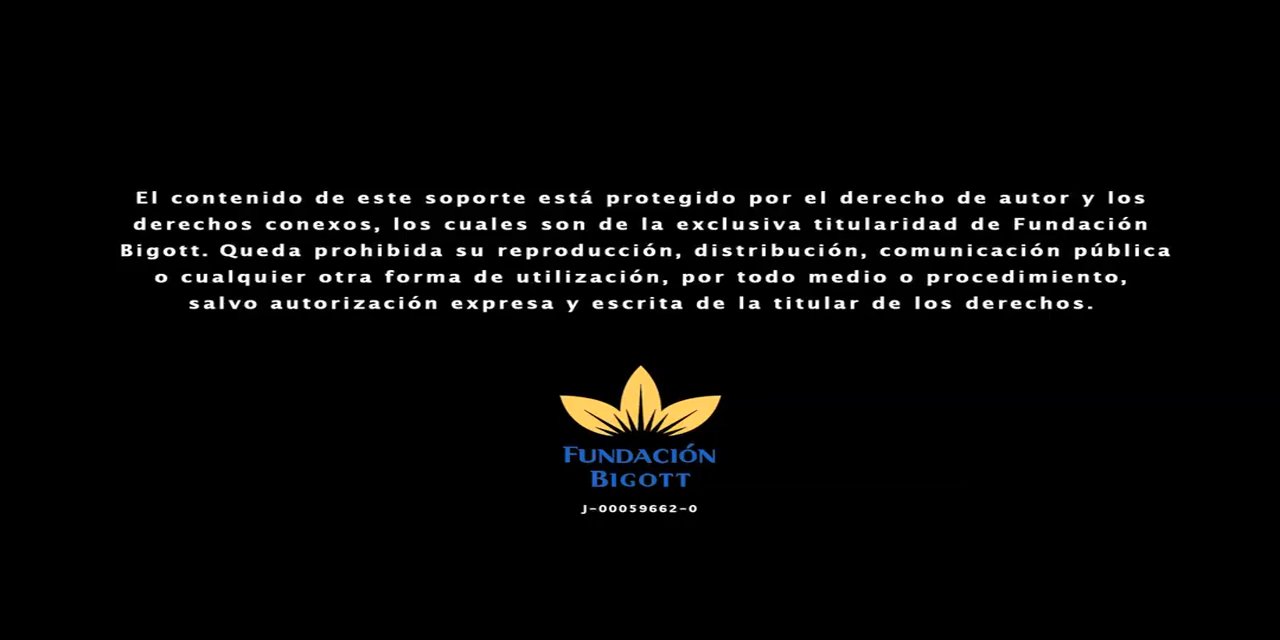 El contenido de este soporte está protegido por el derecho de autor y los
derechos conexos, los cuales son de la exclusiva titularidad de Fundación
Bigott. Queda prohibida su reproducción, distribución, comunicación pública
o cualquier otra forma de utilización, por todo medio o procedimiento,
salvo autorización expresa y escrita de la titular de los derechos.
FUNDACIÓN
BIGOTT
J-00059662-0